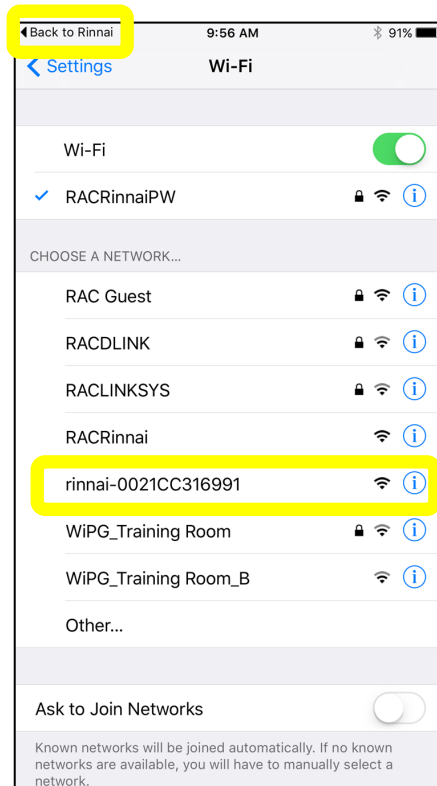 Back to Rinnai 9:56 AM 91%
Settings Wi-Fi
Wi-Fi
RACRinnaiPW
CHOOSE A NETWORK...
RAC Guest
RACDLINK
RACLINKSYS
RACRinnai
rinnai-0021CC316991
WiPG_Training Room
WiPG_Training Room_B
Other...
Ask to Join Networks
Known networks will be joined automatically. If no known
networks are available, you will have to manually select a
network.